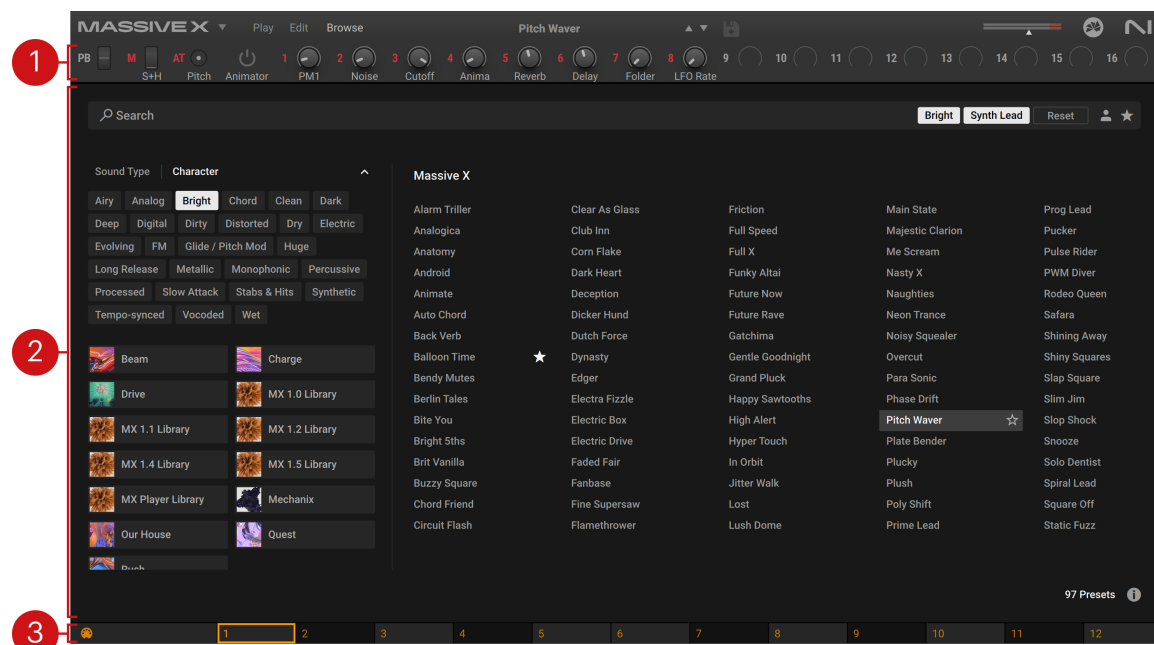 MASSIVE X Play Edit Browse Pitch Waver
1 PB M AT 1 2 3 4 5 6 7 8 9 10 11 12 13 14 15 16
S+H Pitch Animator PM1 Noise Cutoff Anima Reverb Delay Folder LFO Rate
Search Bright Synth Lead Reset
Sound Type Character
Airy Analog Bright Chord Clean Dark
Deep Digital Dirty Distorted Dry Electric
Evolving FM Glide / Pitch Mod Huge
Long Release Metallic Monophonic Percussive
Processed Slow Attack Stabs & Hits Synthetic
Tempo-synced Vocoded Wet
2
Beam Charge
Drive MX 1.0 Library
MX 1.1 Library MX 1.2 Library
MX 1.4 Library MX 1.5 Library
MX Player Library Mechanix
Our House Quest
Rush
Massive X
Alarm Triller Clear As Glass Friction Main State Prog Lead
Analogica Club Inn Full Speed Majestic Clarion Pucker
Anatomy Corn Flake Full X Me Scream Pulse Rider
Android Dark Heart Funky Altai Nasty X PWM Diver
Animate Deception Future Now Naughties Rodeo Queen
Auto Chord Dicker Hund Future Rave Neon Trance Safara
Back Verb Dutch Force Gatchima Noisy Squealer Shining Away
Balloon Time Dynasty Gentle Goodnight Overcut Shiny Squares
Bendy Mutes Edger Grand Pluck Para Sonic Slap Square
Berlin Tales Electra Fizzle Happy Sawtooths Phase Drift Slim Jim
Bite You Electric Box High Alert Pitch Waver Slop Shock
Bright 5ths Electric Drive Hyper Touch Plate Bender Snooze
Brit Vanilla Faded Fair In Orbit Plucky Solo Dentist
Buzzy Square Fanbase Jitter Walk Plush Spiral Lead
Chord Friend Fine Supersaw Lost Poly Shift Square Off
Circuit Flash Flamethrower Lush Dome Prime Lead Static Fuzz
97 Presets
3 1 2 3 4 5 6 7 8 9 10 11 12